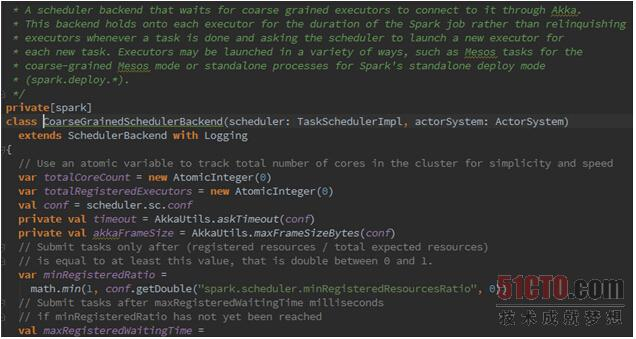 * A scheduler backend that waits for coarse grained executors to connect to it through Akka.
* This backend holds onto each executor for the duration of the Spark job rather than relinquishing
* executors whenever a task is done and asking the scheduler to launch a new executor for
* each new task. Executors may be launched in a variety of ways, such as Mesos tasks for the
* coarse-grained Mesos mode or standalone processes for Spark's standalone deploy mode
* (spark.deploy.*).
*/
private[spark]
class CoarseGrainedSchedulerBackend(scheduler: TaskSchedulerImpl, actorSystem: ActorSystem)
extends SchedulerBackend with Logging
{
// Use an atomic variable to track total number of cores in the cluster for simplicity and speed
var totalCoreCount = new AtomicInteger(0)
var totalRegisteredExecutors = new AtomicInteger(0)
val conf = scheduler.sc.conf
private val timeout = AkkaUtils.askTimeout(conf)
private val akkaFrameSize = AkkaUtils.maxFrameSizeBytes(conf)
// Submit tasks only after (registered resources / total expected resources)
// is equal to at least this value, that is double between 0 and 1.
var minRegisteredRatio =
math.min(1, conf.getDouble("spark.scheduler.minRegisteredResourcesRatio", 0))
// Submit tasks after maxRegisteredWaitingTime milliseconds
// if minRegisteredRatio has not yet been reached
val maxRegisteredWaitingTime =
51CTO.com
技术成就梦想